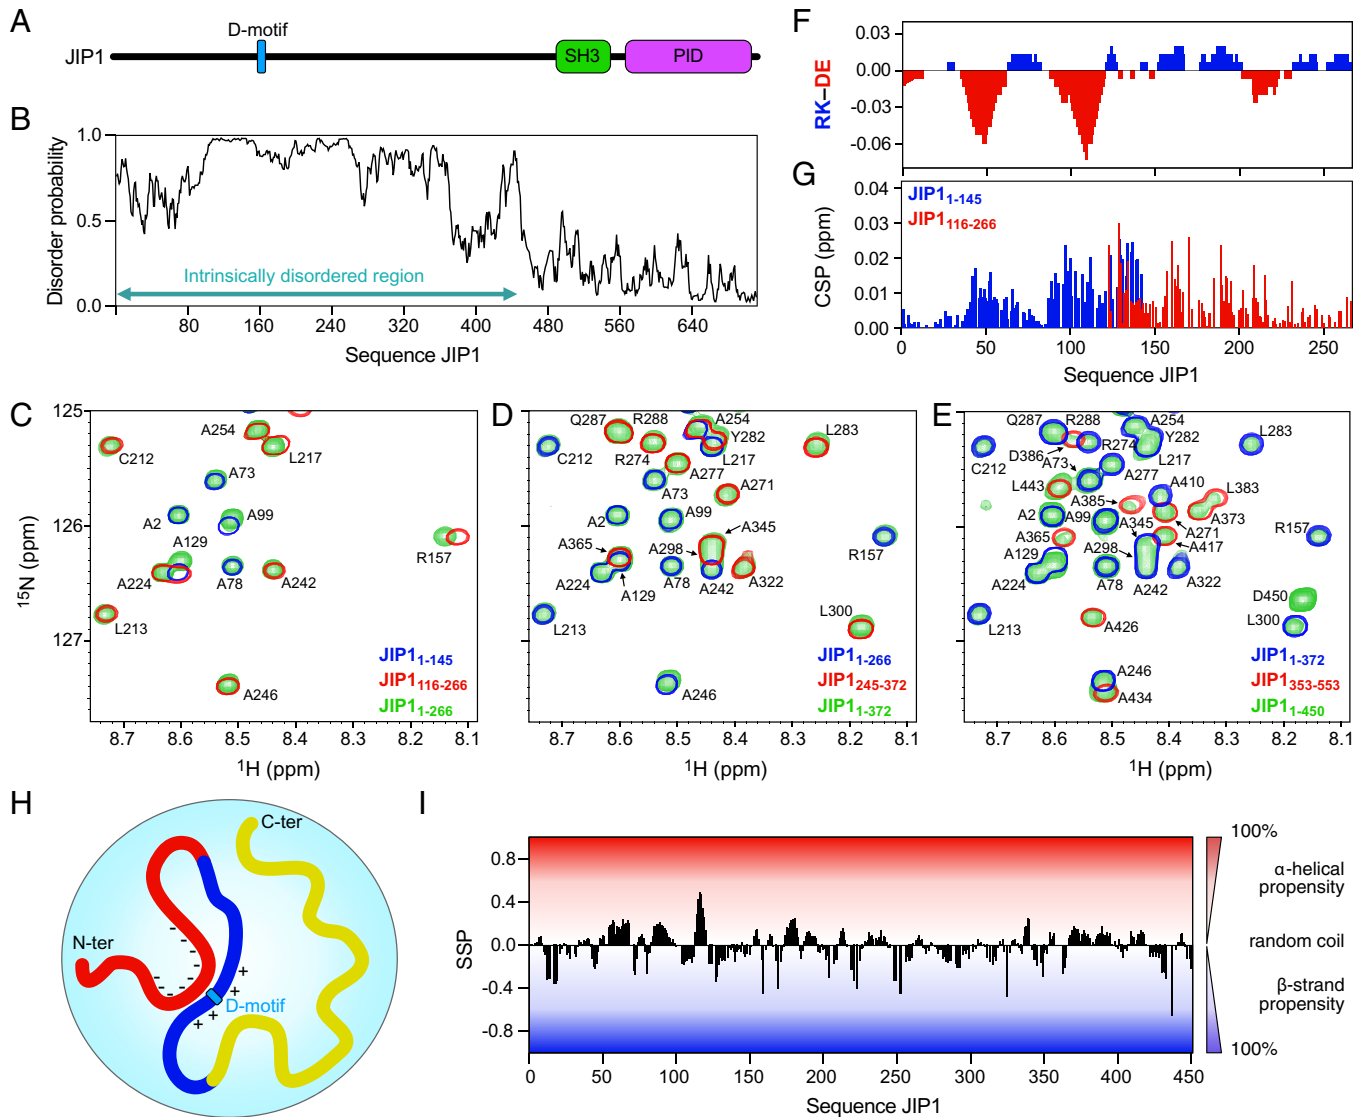 A
D-motif
JIP1
SH3
PID
B
Disorder probability
1.0
0.5
0.0
Intrinsically disordered region
80
160
240
320
400
480
560
640
Sequence JIP1
F
RK–DE
0.03
0.00
-0.03
-0.06
G
CSP (ppm)
0.04
0.03
0.02
0.01
0.00
JIP11-145
JIP1116-266
0
50
100
150
200
250
Sequence JIP1
C
15N (ppm)
125
126
127
A254
C212
L217
A73
A2
A99
A129
R157
A224
A78
A242
L213
A246
JIP11-145
JIP1116-266
JIP11-266
8.7
8.6
8.5
8.4
8.3
8.2
8.1
1H (ppm)
D
Q287
R288
A254
Y282
L283
C212
R274
L217
A277
A73
A271
A2
A99
A345
A365
A298
R157
A224
A78
A242
A322
A129
L213
L300
A246
JIP11-266
JIP1245-372
JIP11-372
8.7
8.6
8.5
8.4
8.3
8.2
8.1
1H (ppm)
E
Q287
R288
A254
Y282
L283
C212
D386
R274
L217
A73
A277
A410
L383
L443
A385
A2
A99
A345
A373
A271
R157
A365
A417
A129
A298
A224
A78
A242
A322
D450
L213
L300
A426
A246
A434
JIP11-372
JIP1353-553
JIP11-450
8.7
8.6
8.5
8.4
8.3
8.2
8.1
1H (ppm)
H
C-ter
N-ter
- - - - - - -
+ + + + +
D-motif
I
SSP
0.8
0.4
0.0
-0.4
-0.8
0
50
100
150
200
250
300
350
400
450
Sequence JIP1
100%
α-helical
propensity
random coil
β-strand
propensity
100%